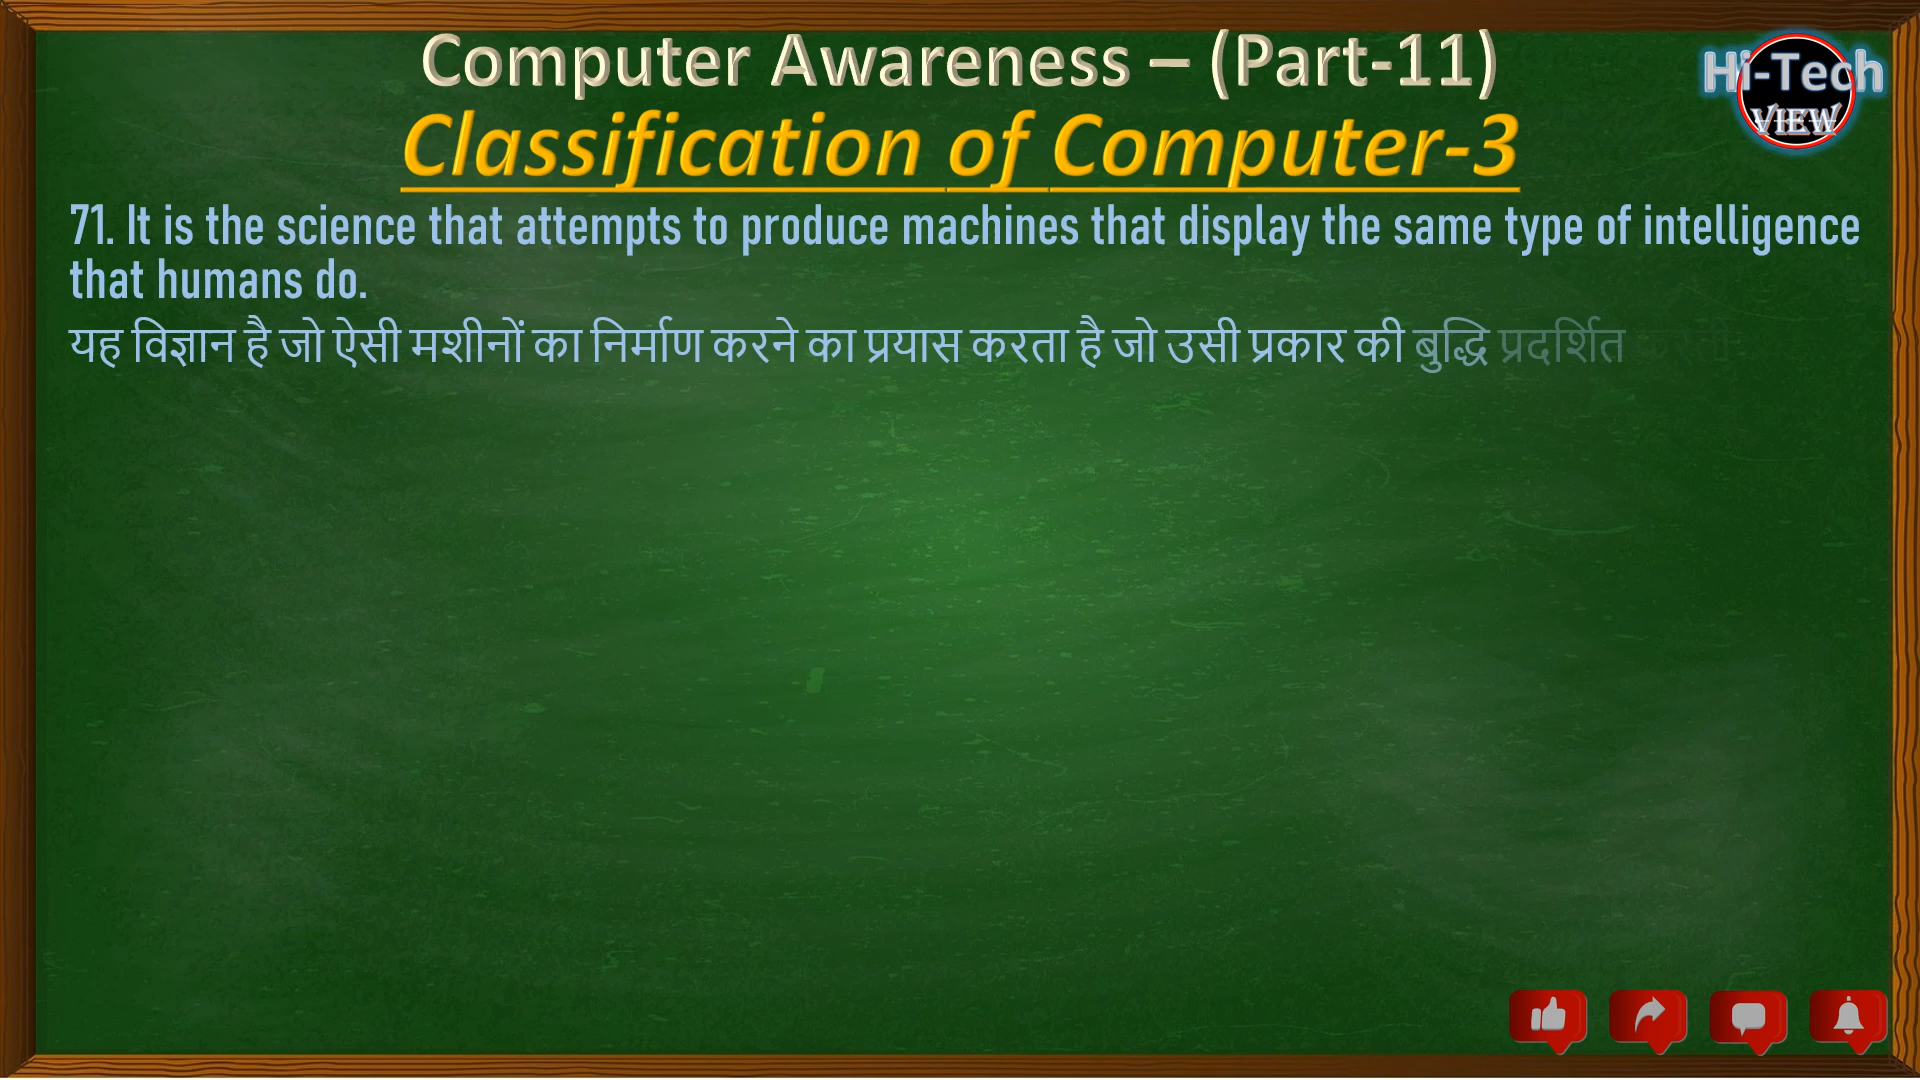 Computer Awareness – (Part-11)
Hi-Tech
VIEW
Classification of Computer-3
71. It is the science that attempts to produce machines that display the same type of intelligence
that humans do.
यह विज्ञान है जो ऐसी मशीनों का निर्माण करने का प्रयास करता है जो उसी प्रकार की बुद्धि प्रदर्शित